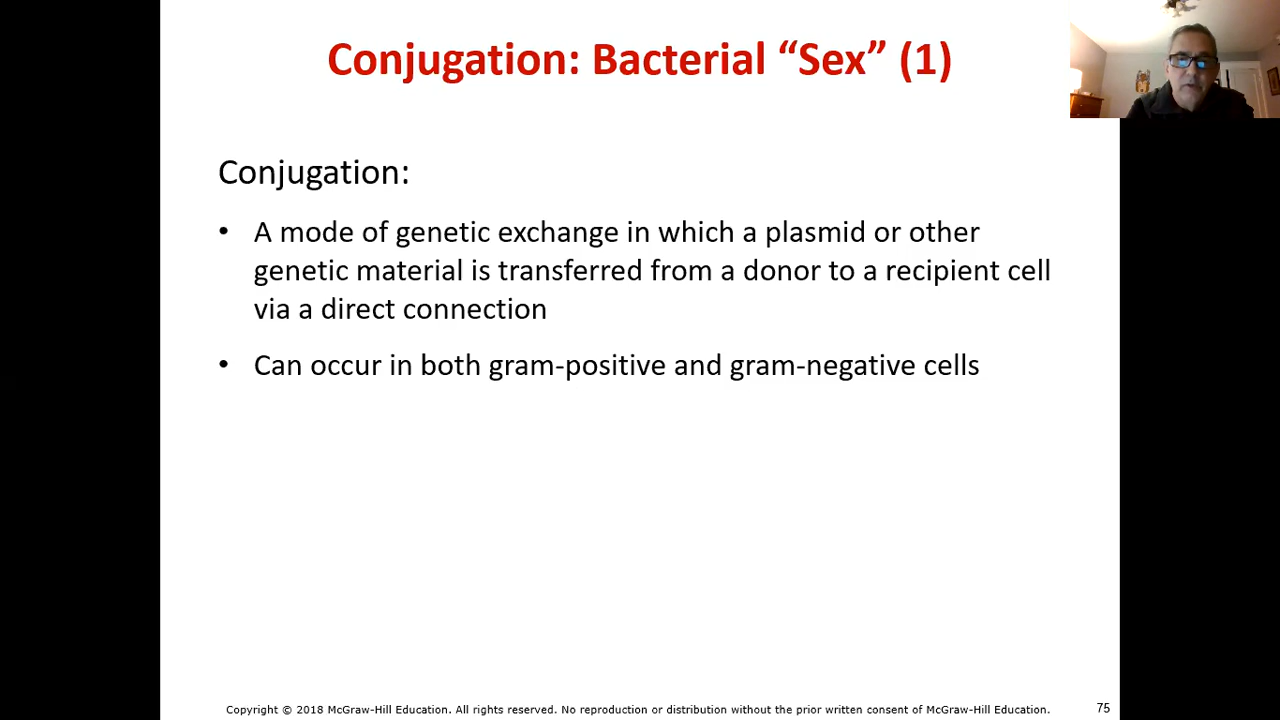 Conjugation: Bacterial “Sex” (1)
Conjugation:
• A mode of genetic exchange in which a plasmid or other
genetic material is transferred from a donor to a recipient cell
via a direct connection
• Can occur in both gram-positive and gram-negative cells
Copyright © 2018 McGraw-Hill Education. All rights reserved. No reproduction or distribution without the prior written consent of McGraw-Hill Education.
75